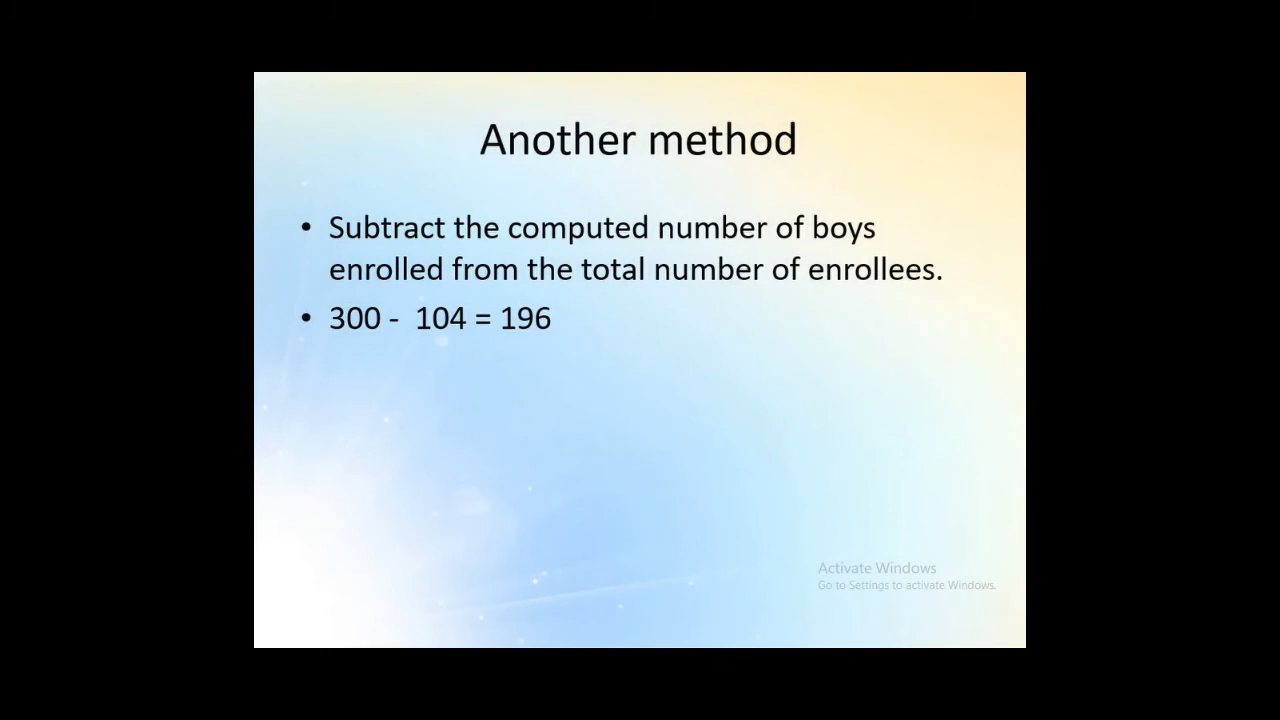 Another method
• Subtract the computed number of boys
enrolled from the total number of enrollees.
• 300 -  104 = 196
Activate Windows
Go to Settings to activate Windows.